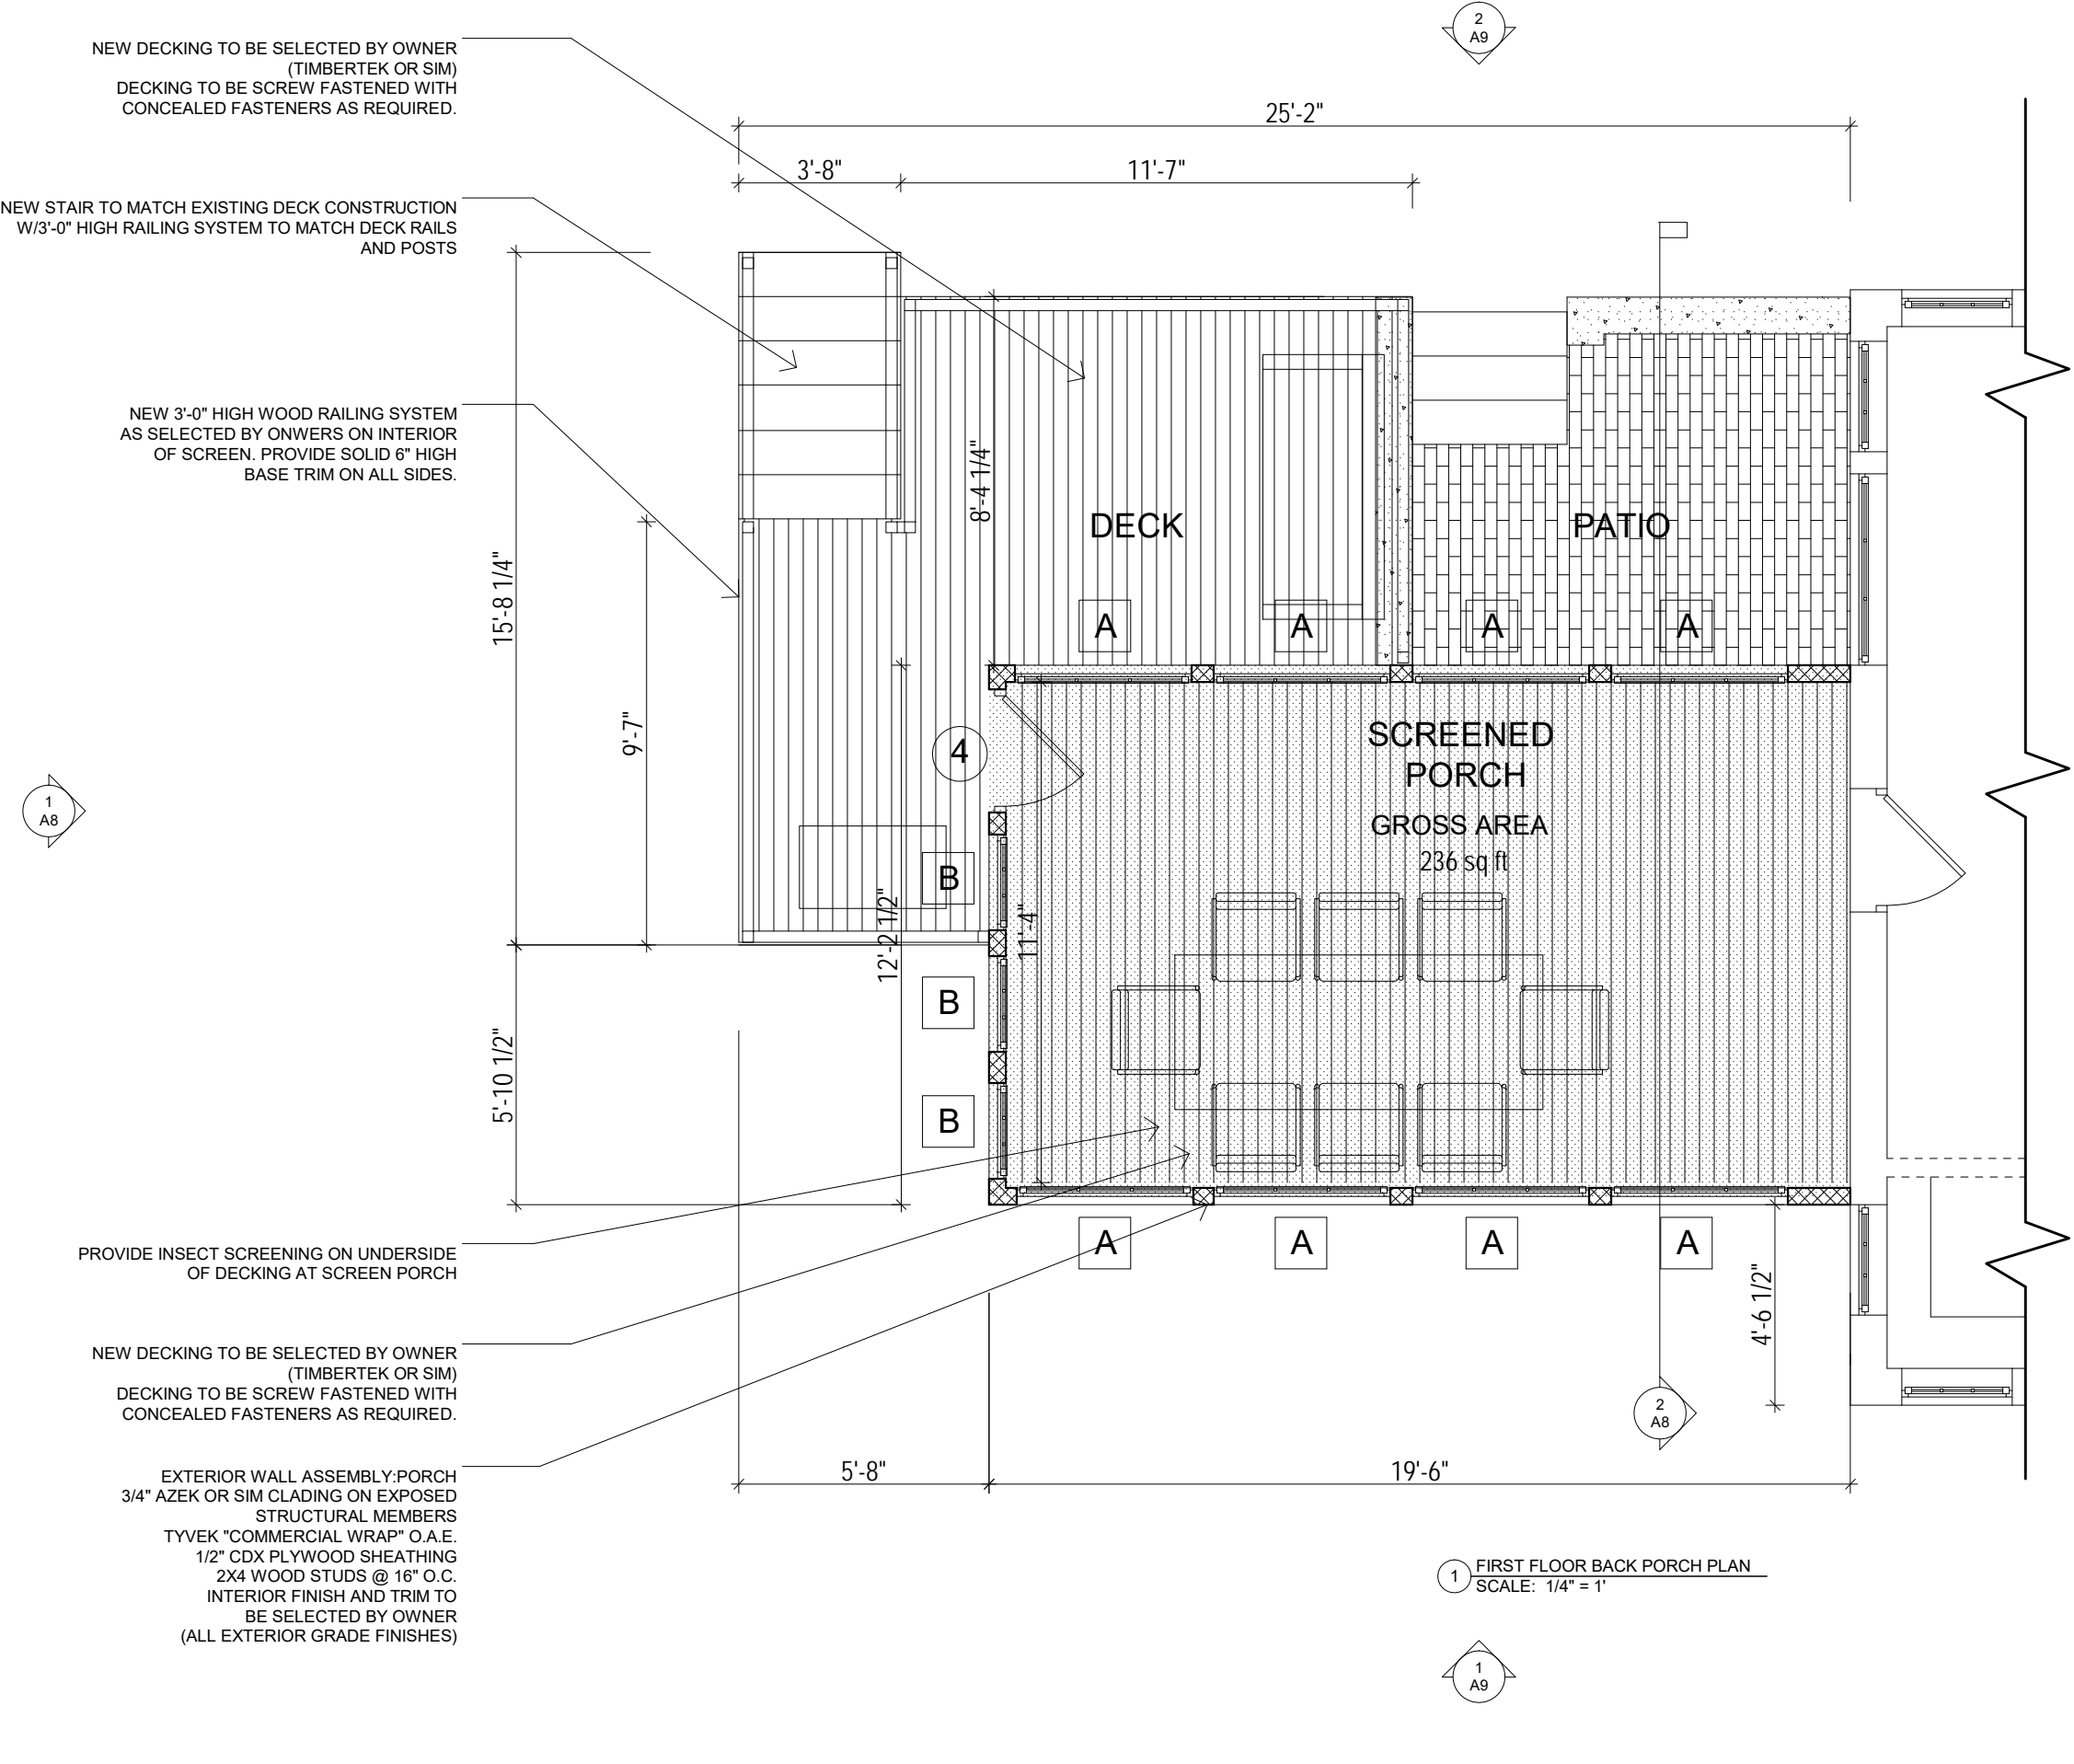 2
A9
NEW DECKING TO BE SELECTED BY OWNER
(TIMBERTEK OR SIM)
DECKING TO BE SCREW FASTENED WITH
CONCEALED FASTENERS AS REQUIRED.
25'-2"
3'-8"
11'-7"
NEW STAIR TO MATCH EXISTING DECK CONSTRUCTION
W/3'-0" HIGH RAILING SYSTEM TO MATCH DECK RAILS
AND POSTS
NEW 3'-0" HIGH WOOD RAILING SYSTEM
AS SELECTED BY ONWERS ON INTERIOR
OF SCREEN. PROVIDE SOLID 6" HIGH
BASE TRIM ON ALL SIDES.
8'-4 1/4"
DECK
PATIO
15'-8 1/4"
A
A
A
A
9'-7"
4
SCREENED
PORCH
GROSS AREA
236 sq ft
1
A8
B
12'-2 1/2"
11'-4"
B
5'-10 1/2"
B
A
A
A
A
PROVIDE INSECT SCREENING ON UNDERSIDE
OF DECKING AT SCREEN PORCH
4'-6 1/2"
NEW DECKING TO BE SELECTED BY OWNER
(TIMBERTEK OR SIM)
DECKING TO BE SCREW FASTENED WITH
CONCEALED FASTENERS AS REQUIRED.
2
A8
5'-8"
19'-6"
EXTERIOR WALL ASSEMBLY:PORCH
3/4" AZEK OR SIM CLADING ON EXPOSED
STRUCTURAL MEMBERS
TYVEK "COMMERCIAL WRAP" O.A.E.
1/2" CDX PLYWOOD SHEATHING
2X4 WOOD STUDS @ 16" O.C.
INTERIOR FINISH AND TRIM TO
BE SELECTED BY OWNER
(ALL EXTERIOR GRADE FINISHES)
1
FIRST FLOOR BACK PORCH PLAN
SCALE: 1/4" = 1'
1
A9